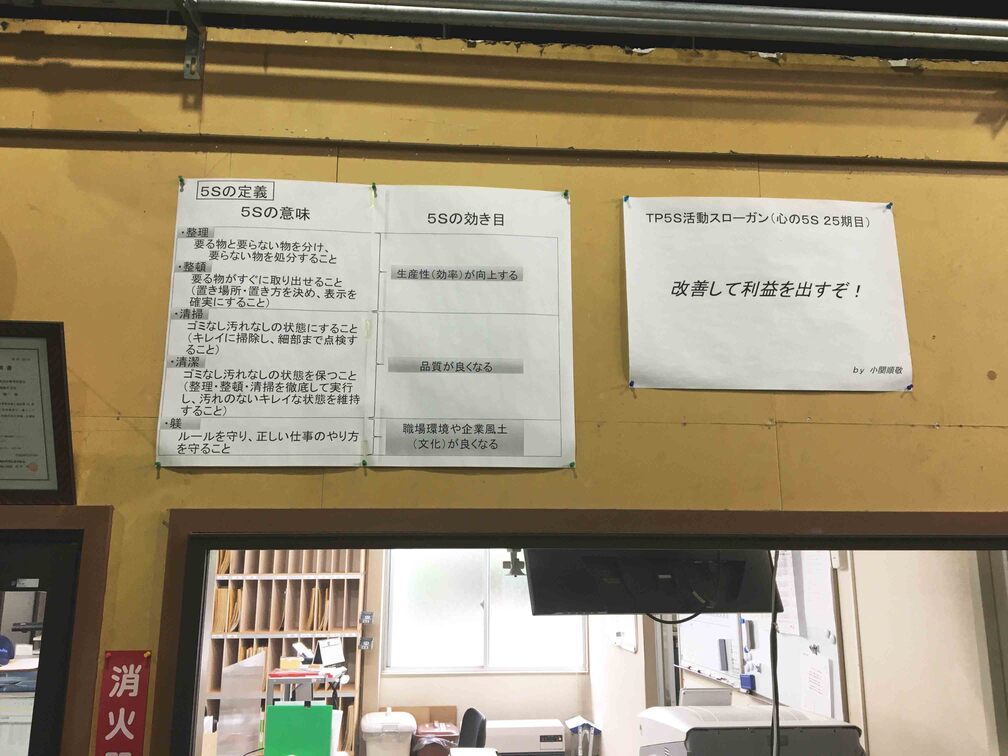 5Sの定義
5Sの意味
・整理
要る物と要らない物を分け、
要らない物を処分すること
・整頓
要る物がすぐに取り出せること
(置き場所・置き方を決め、表示を
確実にすること)
・清掃
ゴミなし汚れなしの状態にすること
(キレイに掃除し、細部まで点検す
ること)
・清潔
ゴミなし汚れなしの状態を保つこと
(整理・整頓・清掃を徹底して実行
し、汚れのないキレイな状態を維持
すること)
・躾
ルールを守り、正しい仕事のやり方
を守ること
5Sの効き目
生産性(効率)が向上する
品質が良くなる
職場環境や企業風土
(文化)が良くなる
TP5S活動スローガン(心の5S 25期目)
改善して利益を出すぞ！
by 小関順敬
消火